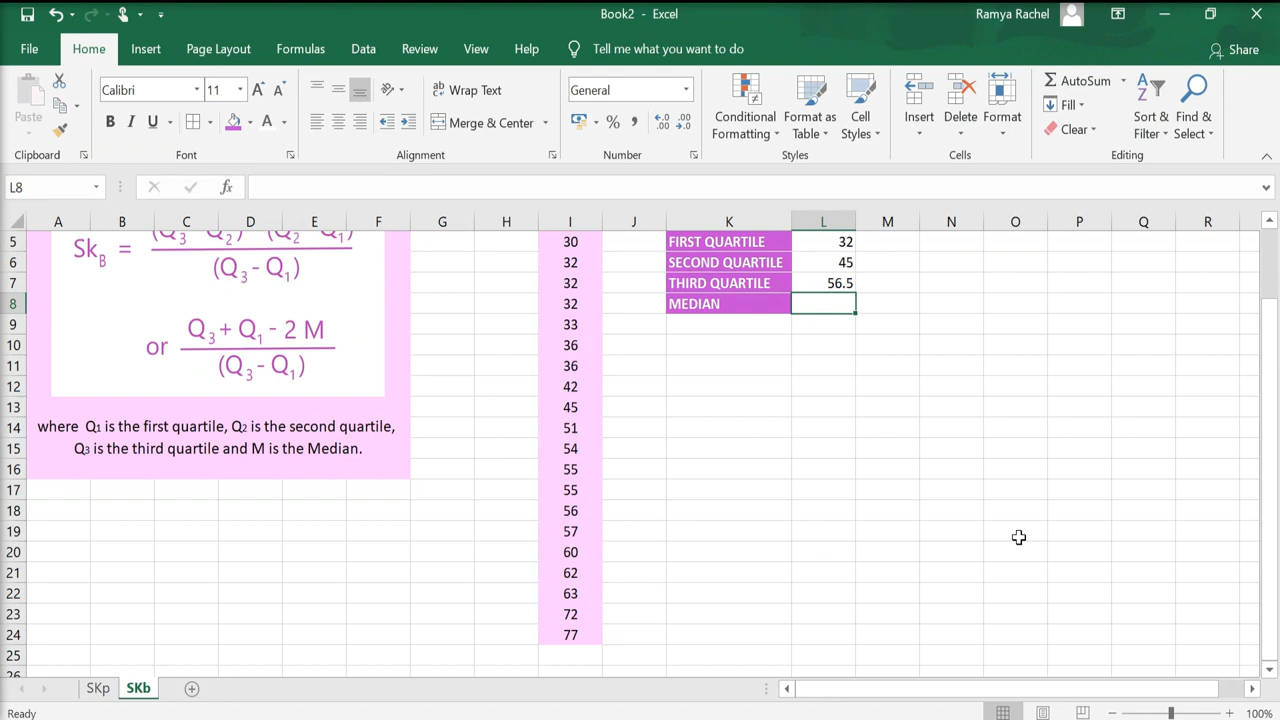 Book2 - Excel
Ramya Rachel
File Home Insert Page Layout Formulas Data Review View Help Tell me what you want to do Share
Paste
Clipboard
Calibri 11
B I U A
Font
Wrap Text
Merge & Center
Alignment
General
% ,
Number
Conditional Formatting
Format as Table
Cell Styles
Styles
Insert Delete Format
Cells
AutoSum
Fill
Clear
Sort & Filter
Find & Select
Editing
L8
fx
A B C D E F G H I J K L M N O P Q R
5 30 FIRST QUARTILE 32
6 32 SECOND QUARTILE 45
7 32 THIRD QUARTILE 56.5
8 32 MEDIAN
9 33
10 36
11 36
12 42
13 45
14 51
15 54
16 55
17 55
18 56
19 57
20 60
21 62
22 63
23 72
24 77
25
26
SkB = (Q3 - Q2) - (Q2 - Q1)
(Q3 - Q1)
or Q3 + Q1 - 2 M
(Q3 - Q1)
where Q1 is the first quartile, Q2 is the second quartile,
Q3 is the third quartile and M is the Median.
SKp SKb
Ready
100%